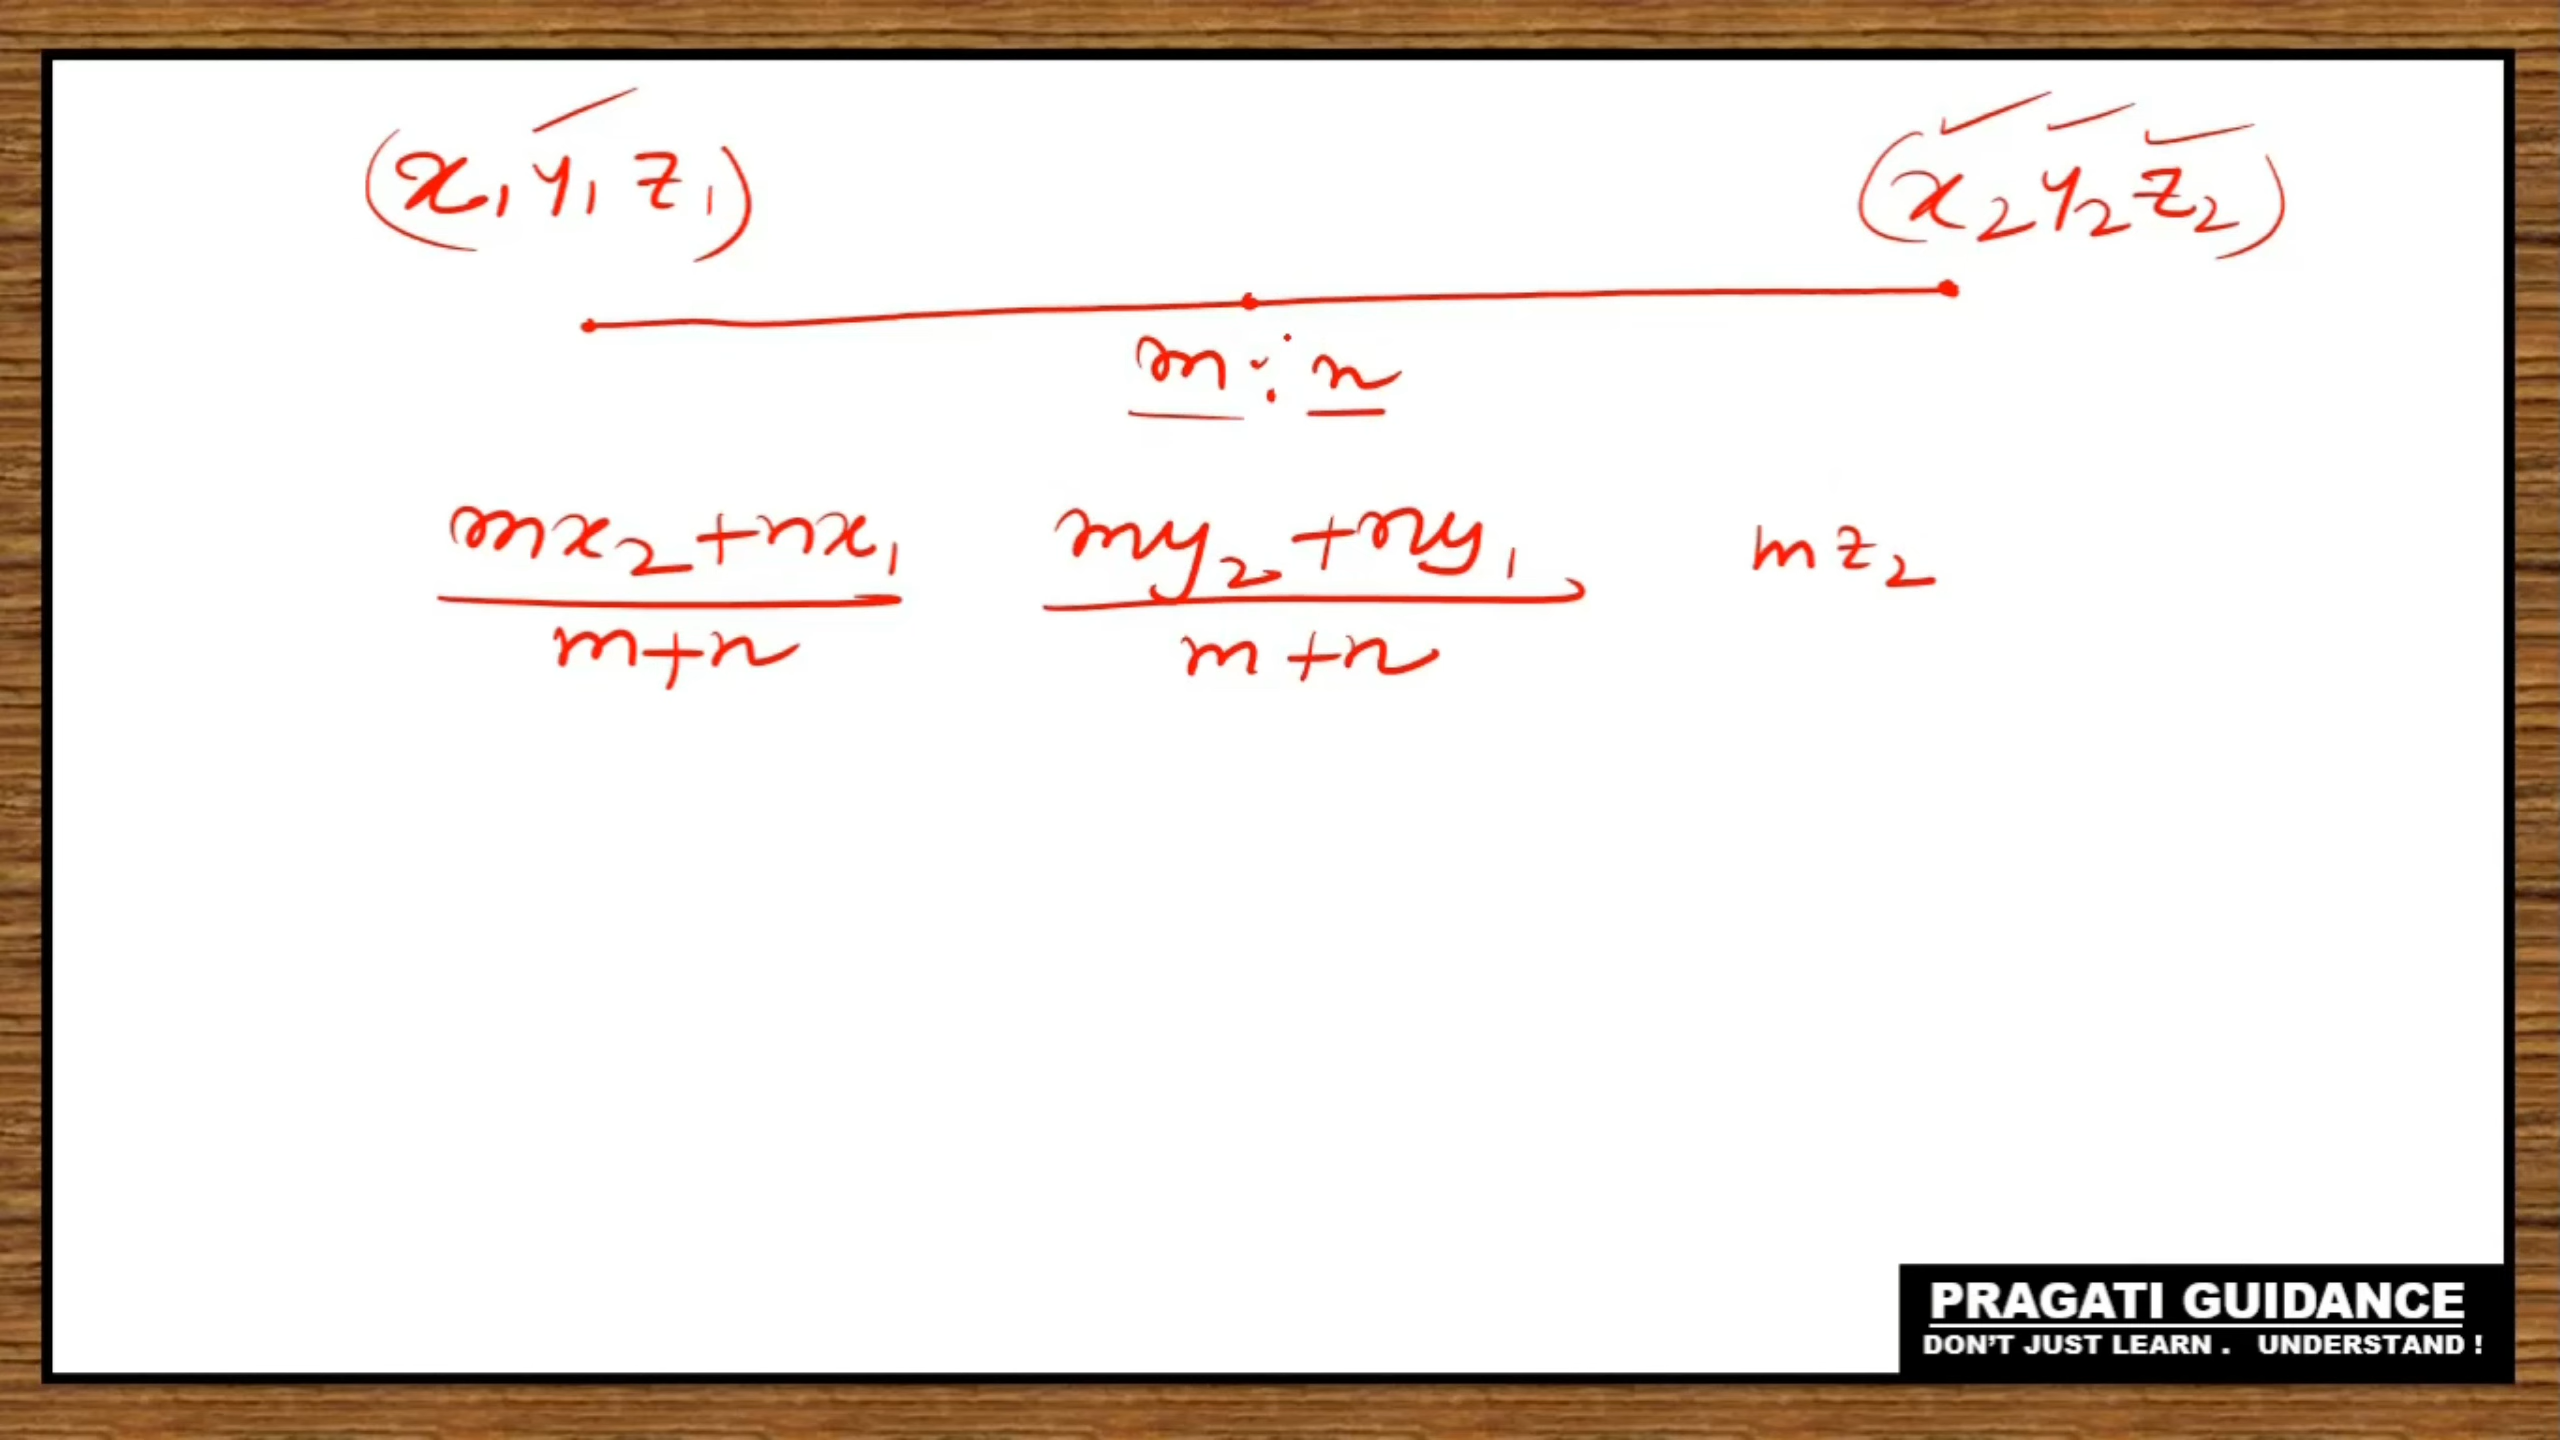 (x₁ y₁ z₁) (x₂ y₂ z₂)
m : n
mx₂+nx₁ my₂+ny₁ mz₂
m+n m+n
PRAGATI GUIDANCE
DON'T JUST LEARN . UNDERSTAND !